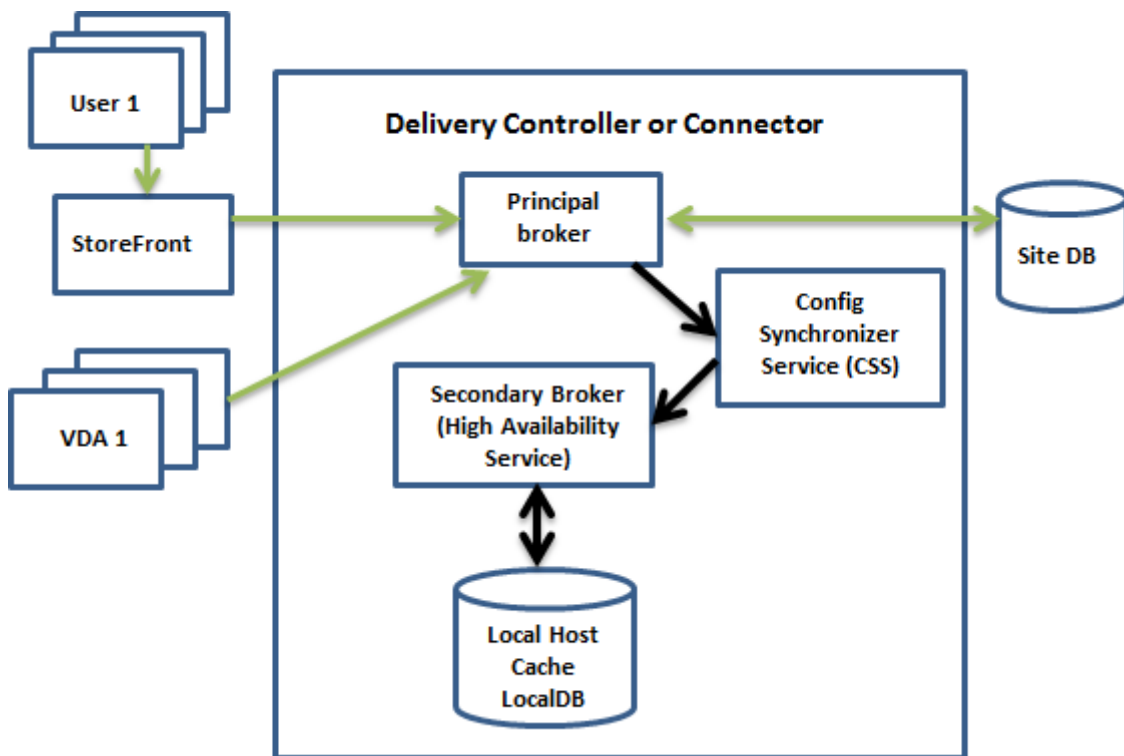 User 1
Delivery Controller or Connector
Principal
broker
StoreFront
Site DB
Config
Synchronizer
Service (CSS)
Secondary Broker
(High Availability
Service)
VDA 1
Local Host
Cache
LocalDB